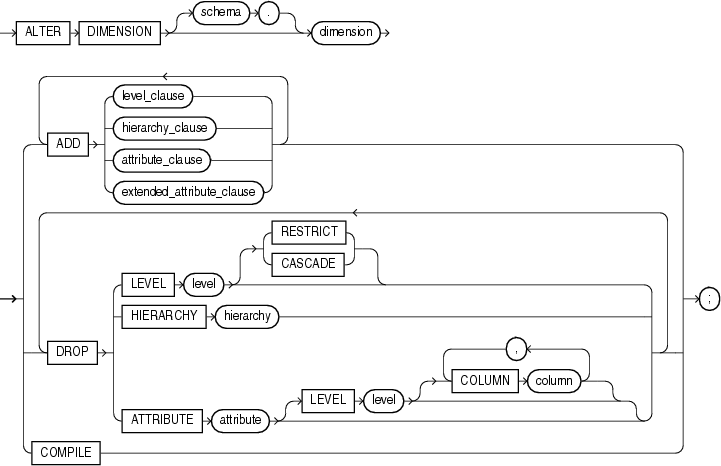 ALTER DIMENSION schema . dimension
level_clause
hierarchy_clause
ADD attribute_clause
extended_attribute_clause
RESTRICT
CASCADE
LEVEL level
HIERARCHY hierarchy
;
DROP
,
COLUMN column
LEVEL level
ATTRIBUTE attribute
COMPILE